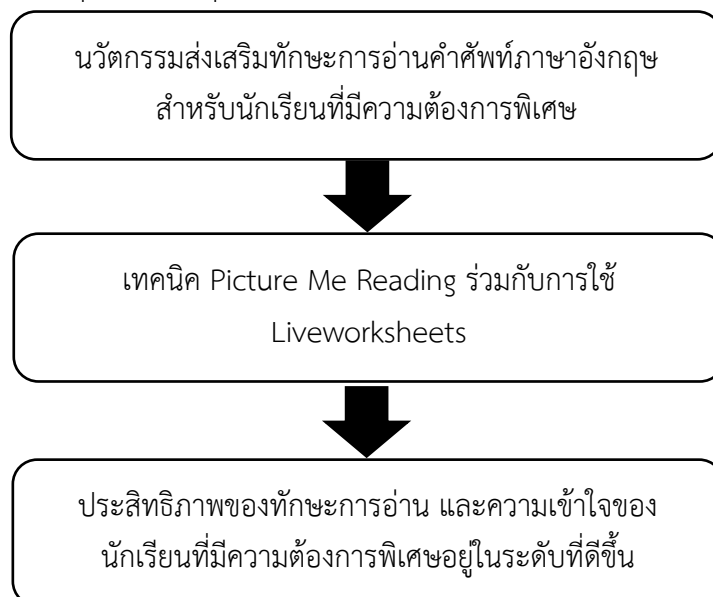 นวัตกรรมส่งเสริมทักษะการอ่านคำศัพท์ภาษาอังกฤษ
สำหรับนักเรียนที่มีความต้องการพิเศษ
เทคนิค Picture Me Reading ร่วมกับการใช้
Liveworksheets
ประสิทธิภาพของทักษะการอ่าน และความเข้าใจของ
นักเรียนที่มีความต้องการพิเศษอยู่ในระดับที่ดีขึ้น